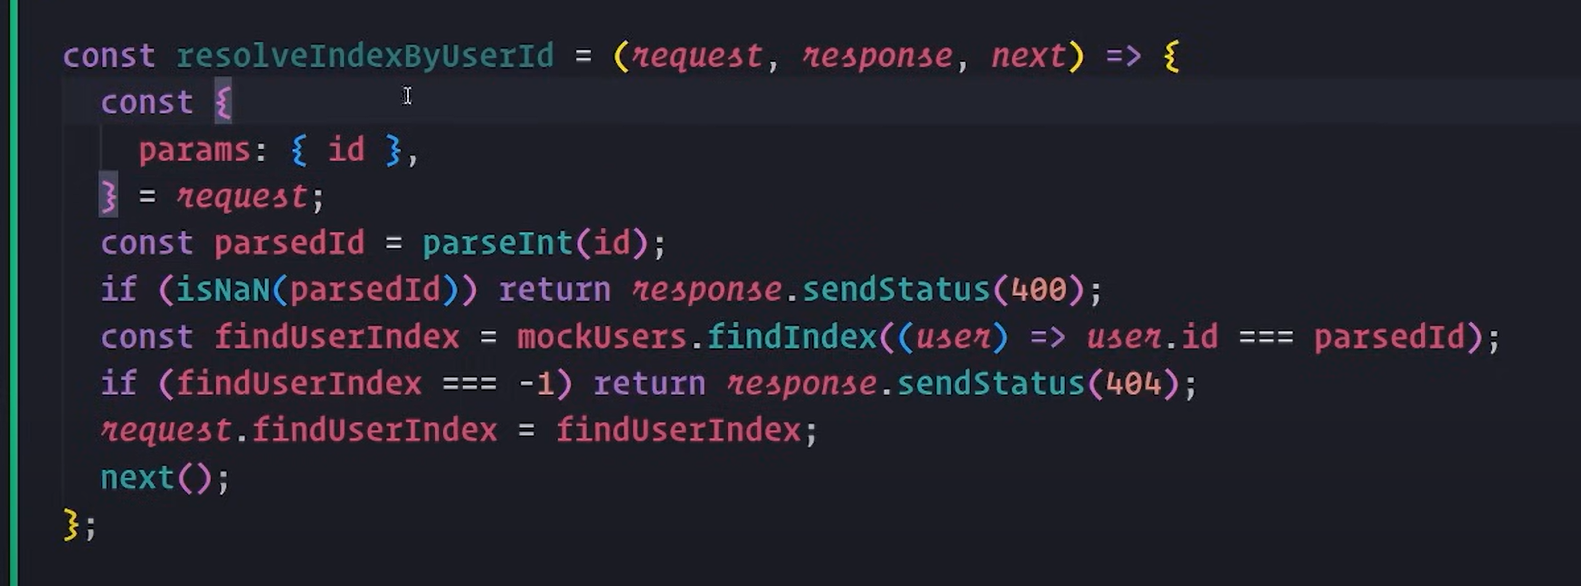 const resolveIndexByUserId = (request, response, next) => {
  const {
    params: { id },
  } = request;
  const parsedId = parseInt(id);
  if (isNaN(parsedId)) return response.sendStatus(400);
  const findUserIndex = mockUsers.findIndex((user) => user.id === parsedId);
  if (findUserIndex === -1) return response.sendStatus(404);
  request.findUserIndex = findUserIndex;
  next();
};